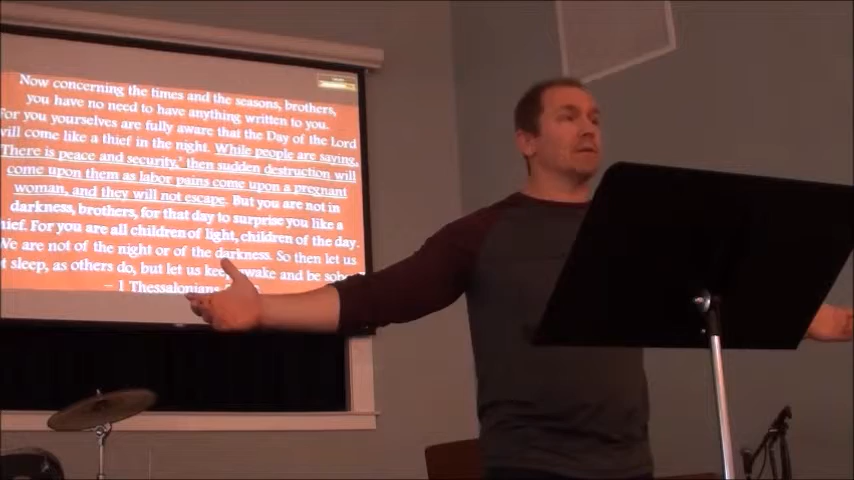 Now concerning the times and the seasons, brothers,
you have no need to have anything written to you.
For you yourselves are fully aware that the Day of the Lord
will come like a thief in the night. While people are saying,
"There is peace and security," then sudden destruction will
come upon them as labor pains come upon a pregnant
woman, and they will not escape. But you are not in
darkness, brothers, for that day to surprise you like a
thief. For you are all children of light, children of the day.
We are not of the night or of the darkness. So then let us
not sleep, as others do, but let us keep awake and be sober.
– 1 Thessalonians